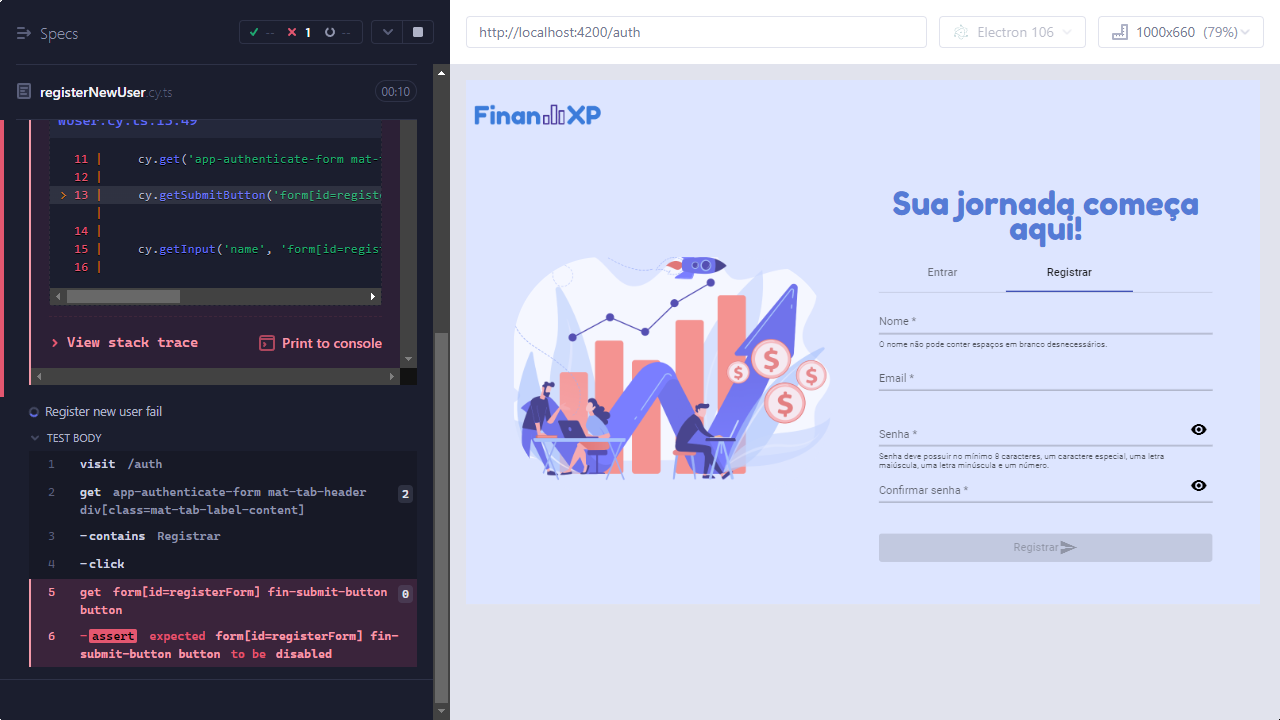 Specs
--
1
--
registerNewUser.cy.ts
00:10
wUser.cy.ts:13:49
11 | cy.get('app-authenticate-form mat-
12 |
> 13 | cy.getSubmitButton('form[id=registe
|
14 |
15 | cy.getInput('name', 'form[id=regis
16 |
> View stack trace
Print to console
Register new user fail
TEST BODY
1 visit /auth
2 get app-authenticate-form mat-tab-header 2
div[class=mat-tab-label-content]
3 -contains Registrar
4 -click
5 get form[id=registerForm] fin-submit-button 0
button
6 -assert expected form[id=registerForm] fin-
submit-button button to be disabled
http://localhost:4200/auth
Electron 106
1000x660 (79%)
FinanXP
Sua jornada começa
aqui!
Entrar
Registrar
Nome *
O nome não pode conter espaços em branco desnecessários.
Email *
Senha *
Senha deve possuir no mínimo 8 caracteres, um caractere especial, uma letra
maiúscula, uma letra minúscula e um número.
Confirmar senha *
Registrar
$
$
$
$